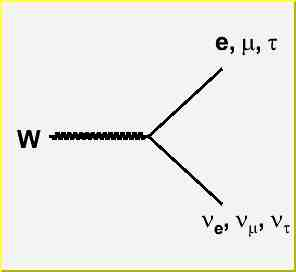 e, μ, τ
W
νe, νμ, ντ